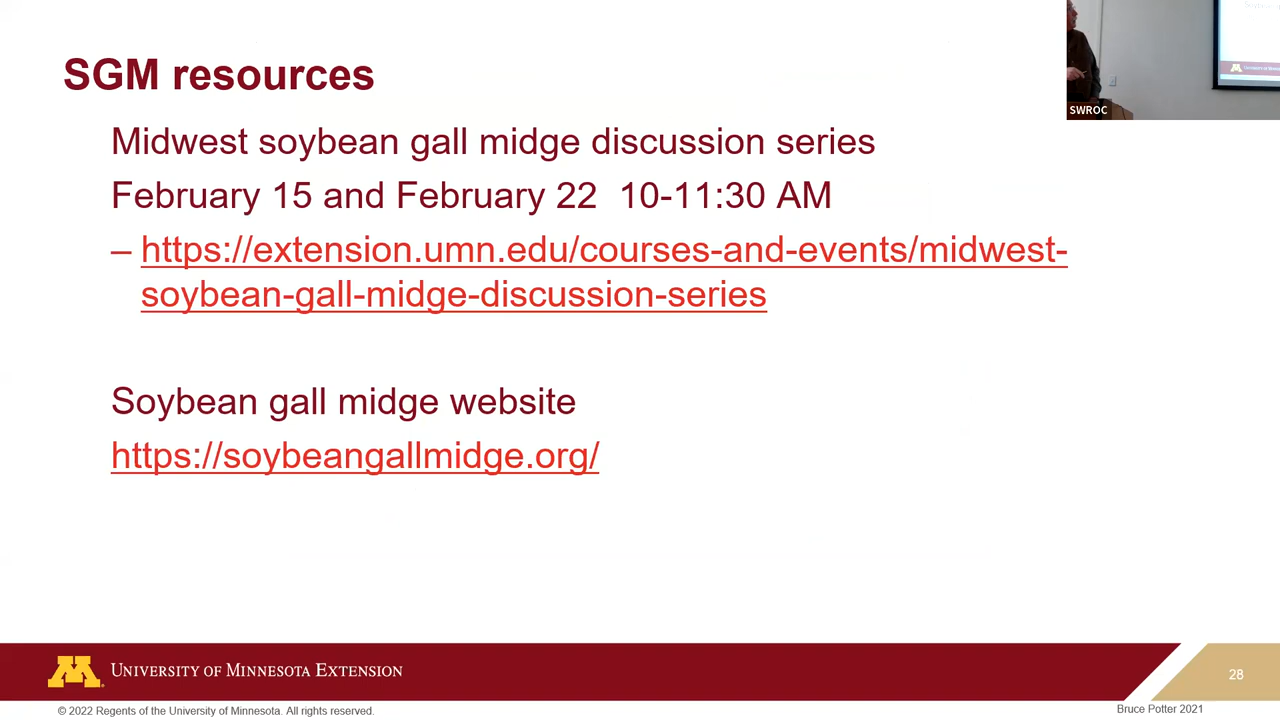 SGM resources
SWROC
Midwest soybean gall midge discussion series
February 15 and February 22  10-11:30 AM
– https://extension.umn.edu/courses-and-events/midwest-
soybean-gall-midge-discussion-series
Soybean gall midge website
https://soybeangallmidge.org/
UNIVERSITY OF MINNESOTA EXTENSION
28
© 2022 Regents of the University of Minnesota. All rights reserved.
Bruce Potter 2021